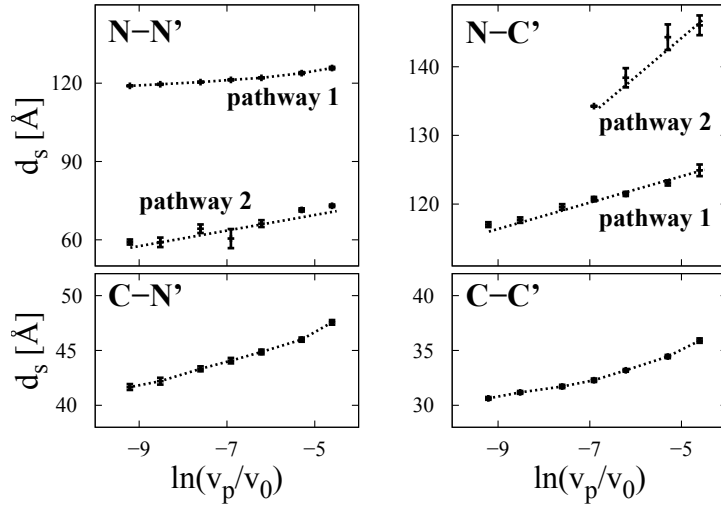 N−N'
d_s [Å]
120
90
60
pathway 1
pathway 2
N−C'
d_s [Å]
140
120
pathway 2
pathway 1
C−N'
d_s [Å]
50
45
40
−9
−7
−5
ln(v_p/v_0)
C−C'
40
35
30
−9
−7
−5
ln(v_p/v_0)